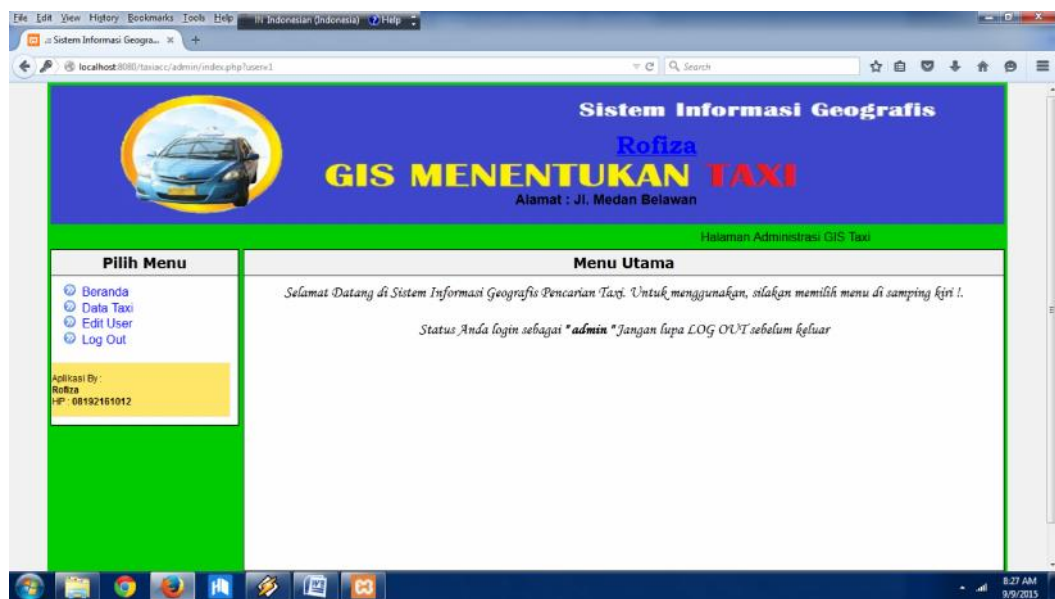 File Edit View History Bookmarks Tools Help
IN Indonesian (Indonesia) Help
.:: Sistem Informasi Geogra...
localhost:8080/taxiacc/admin/index.php?user=1
Search
Sistem Informasi Geografis
Rofiza
GIS MENENTUKAN TAXI
Alamat : Jl. Medan Belawan
Halaman Administrasi GIS Taxi
Pilih Menu
Beranda
Data Taxi
Edit User
Log Out
Aplikasi By :
Rofiza
HP : 08192161012
Menu Utama
Selamat Datang di Sistem Informasi Geografis Pencarian Taxi. Untuk menggunakan, silakan memilih menu di samping kiri !.
Status Anda login sebagai " admin " Jangan lupa LOG OUT sebelum keluar
8:27 AM
9/9/2015